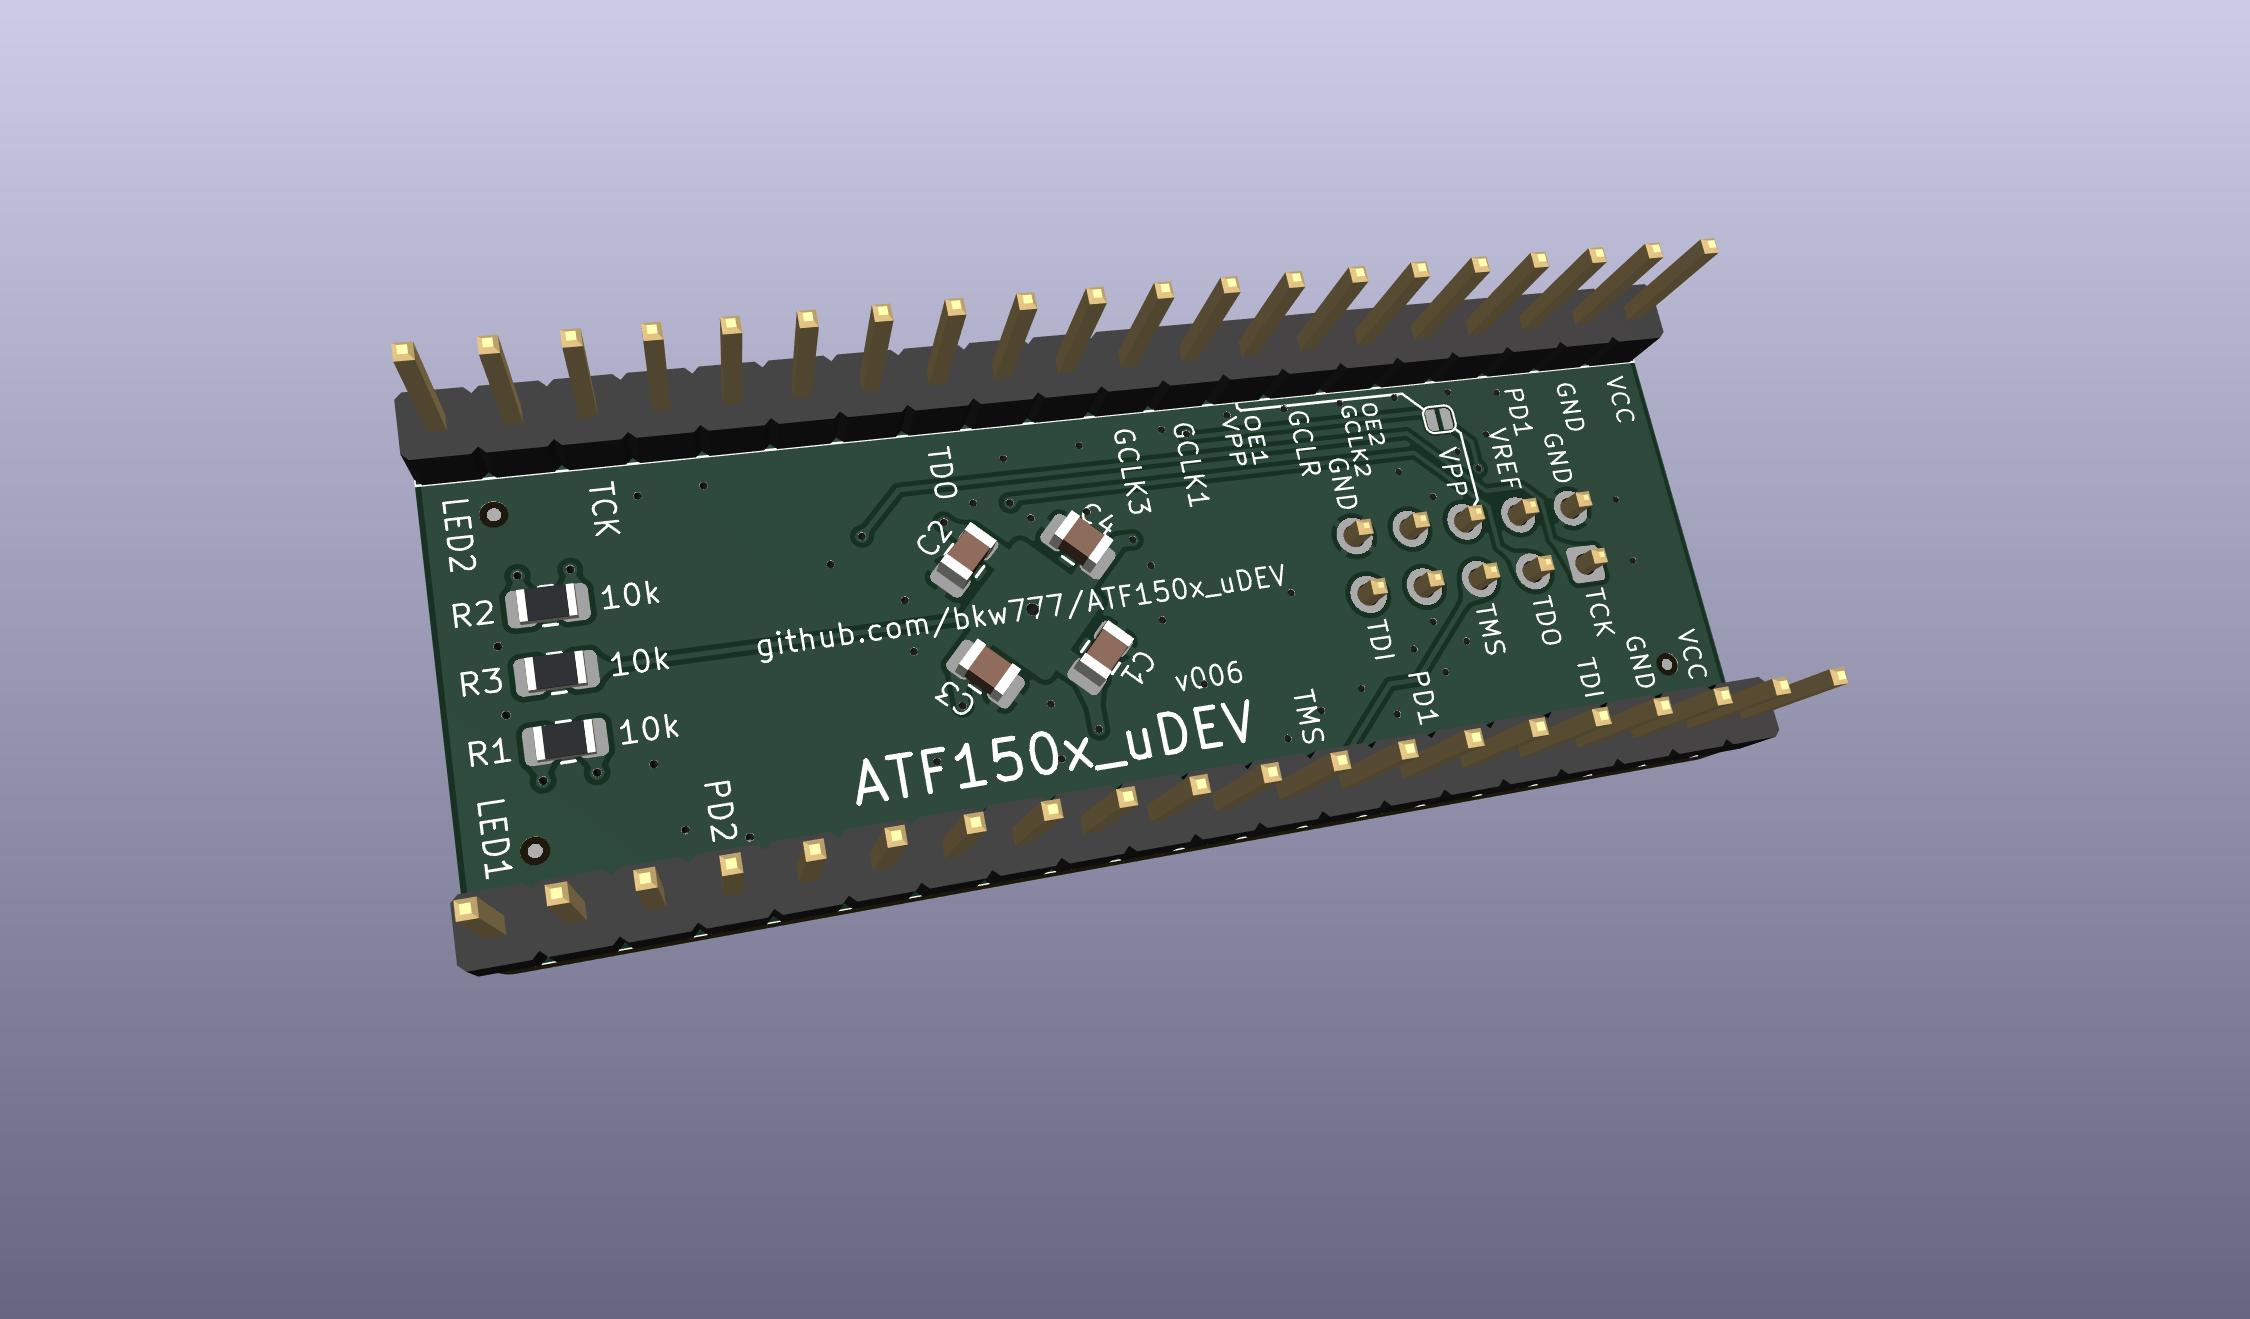 VCC
GND
PD1
OE2
GCLK2
GCLR
OE1
VPP
GCLK1
GCLK3
TDO
TCK
LED2
GND
VREF
VPP
GND
C2
C4
R2 10k
github.com/bkw777/ATF150x_uDEV
TCK
TDO
TMS
TDI
R3 10k
C3
C1
v006
R1 10k
ATF150x_uDEV
VCC
GND
TDI
PD1
TMS
PD2
LED1